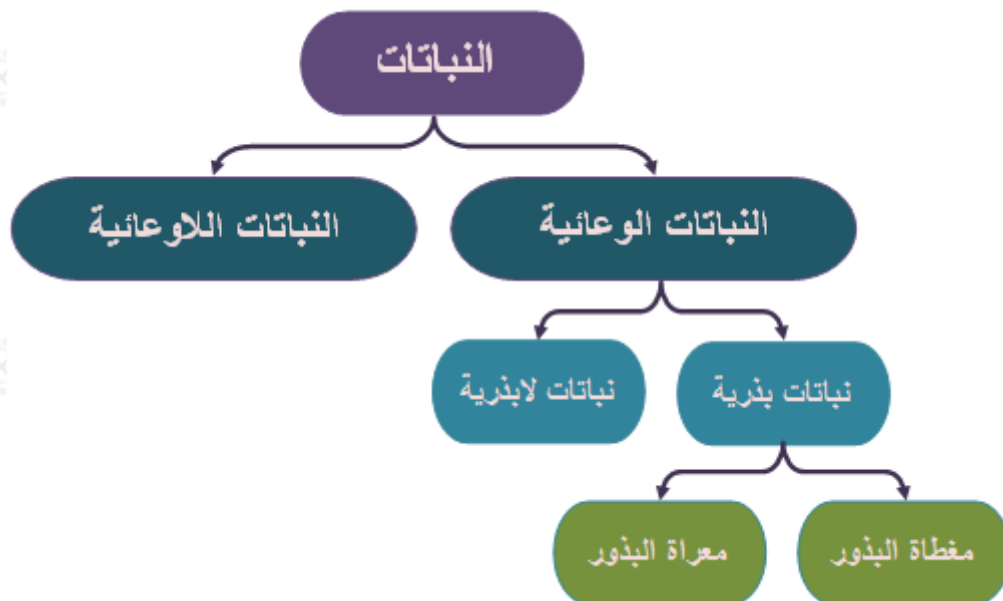 النباتات
النباتات الوعائية
النباتات اللاوعائية
نباتات بذرية
نباتات لابذرية
مغطاة البذور
معراة البذور